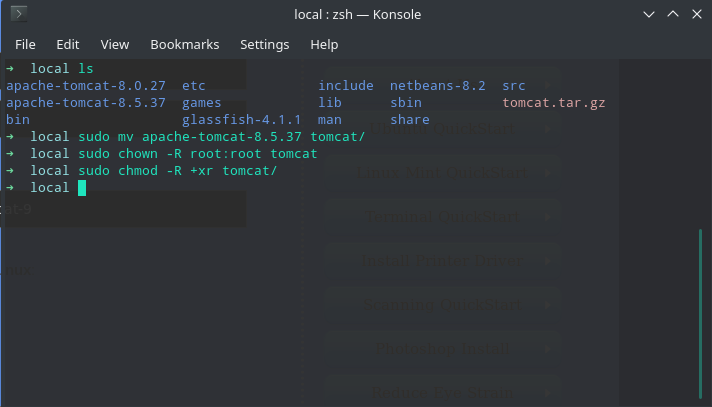 local : zsh — Konsole
File Edit View Bookmarks Settings Help
➜ local ls
apache-tomcat-8.0.27 etc include netbeans-8.2 src
apache-tomcat-8.5.37 games lib sbin tomcat.tar.gz
bin glassfish-4.1.1 man share
➜ local sudo mv apache-tomcat-8.5.37 tomcat/
➜ local sudo chown -R root:root tomcat
➜ local sudo chmod -R +xr tomcat/
➜ local